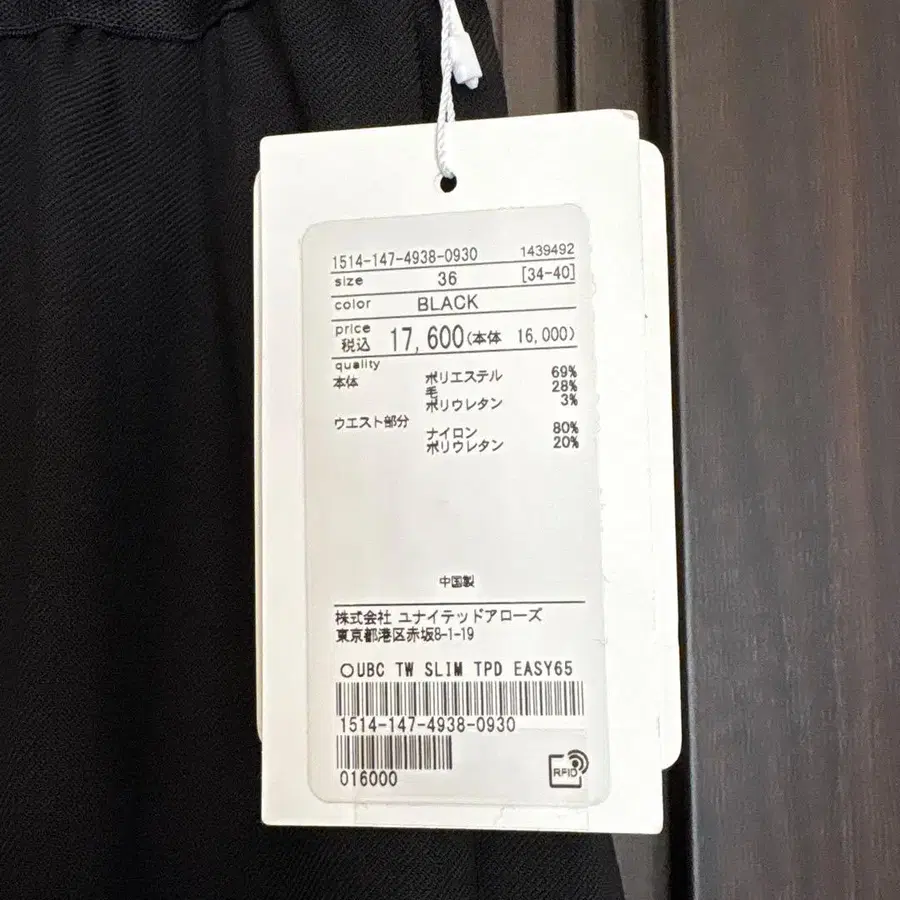 1514-147-4938-0930 1439492
size 36 [34-40]
color BLACK
price
税込 17,600(本体 16,000)
quality
本体 ポリエステル 69%
毛 28%
ポリウレタン 3%
ウエスト部分 ナイロン 80%
ポリウレタン 20%
中国製
株式会社 ユナイテッドアローズ
東京都港区赤坂8-1-19
○UBC TW SLIM TPD EASY65
1514-147-4938-0930
016000
RFID